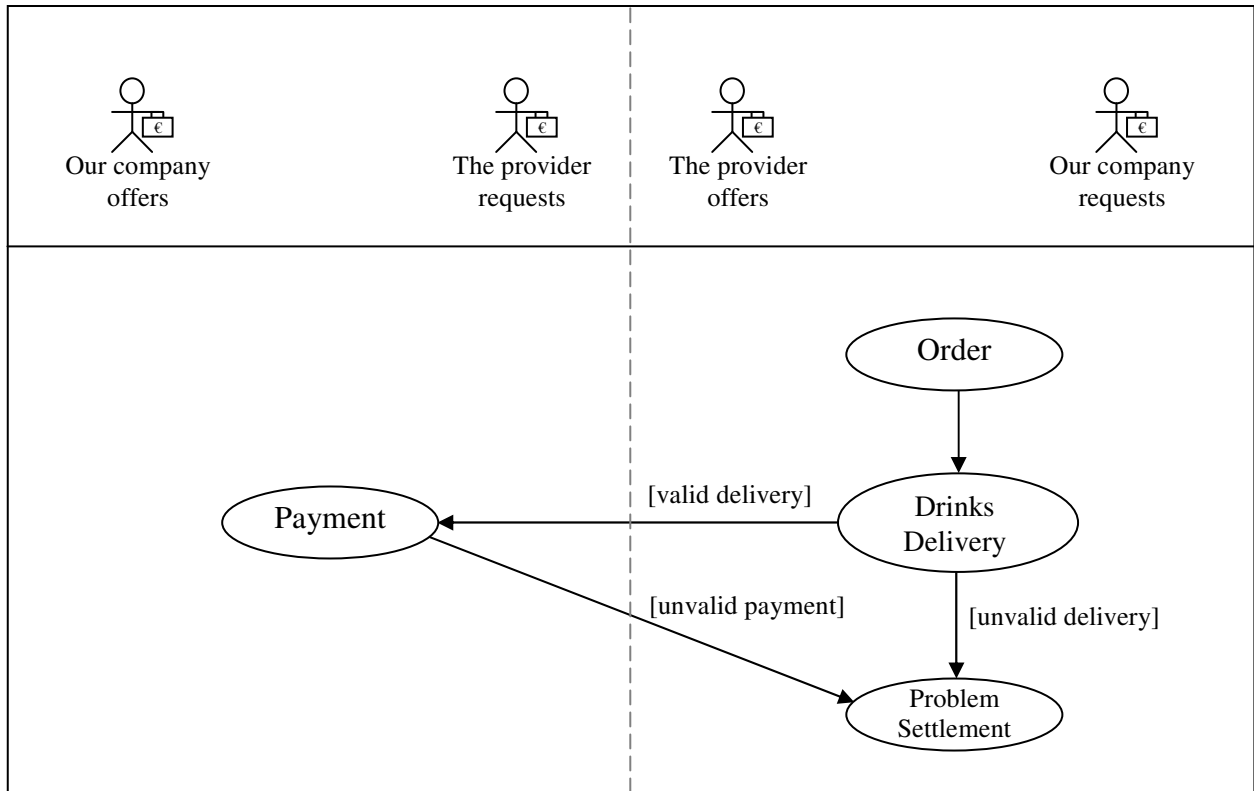 €
€
€
€
Our company
offers
The provider
requests
The provider
offers
Our company
requests
Order
[valid delivery]
Payment
Drinks
Delivery
[unvalid payment]
[unvalid delivery]
Problem
Settlement